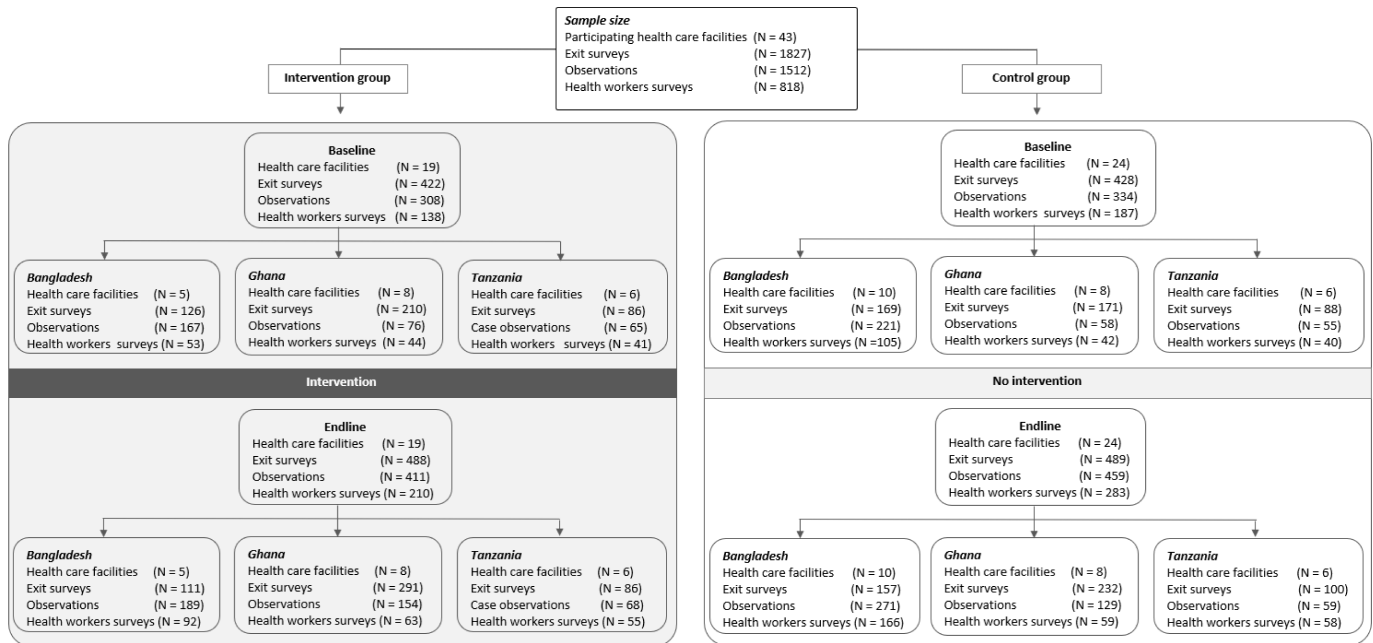 Sample size
Participating health care facilities (N = 43)
Exit surveys (N = 1827)
Observations (N = 1512)
Health workers surveys (N = 818)
Intervention group
Control group
Baseline
Health care facilities (N = 19)
Exit surveys (N = 422)
Observations (N = 308)
Health workers surveys (N = 138)
Baseline
Health care facilities (N = 24)
Exit surveys (N = 428)
Observations (N = 334)
Health workers surveys (N = 187)
Bangladesh
Health care facilities (N = 5)
Exit surveys (N = 126)
Observations (N = 167)
Health workers surveys (N = 53)
Ghana
Health care facilities (N = 8)
Exit surveys (N = 210)
Observations (N = 76)
Health workers surveys (N = 44)
Tanzania
Health care facilities (N = 6)
Exit surveys (N = 86)
Case observations (N = 65)
Health workers surveys (N = 41)
Bangladesh
Health care facilities (N = 10)
Exit surveys (N = 169)
Observations (N = 221)
Health workers surveys (N =105)
Ghana
Health care facilities (N = 8)
Exit surveys (N = 171)
Observations (N = 58)
Health workers surveys (N = 42)
Tanzania
Health care facilities (N = 6)
Exit surveys (N = 88)
Observations (N = 55)
Health workers surveys (N = 40)
Intervention
No intervention
Endline
Health care facilities (N = 19)
Exit surveys (N = 488)
Observations (N = 411)
Health workers surveys (N = 210)
Endline
Health care facilities (N = 24)
Exit surveys (N = 489)
Observations (N = 459)
Health workers surveys (N = 283)
Bangladesh
Health care facilities (N = 5)
Exit surveys (N = 111)
Observations (N = 189)
Health workers surveys (N = 92)
Ghana
Health care facilities (N = 8)
Exit surveys (N = 291)
Observations (N = 154)
Health workers surveys (N = 63)
Tanzania
Health care facilities (N = 6)
Exit surveys (N = 86)
Case observations (N = 68)
Health workers surveys (N = 55)
Bangladesh
Health care facilities (N = 10)
Exit surveys (N = 157)
Observations (N = 271)
Health workers surveys (N = 166)
Ghana
Health care facilities (N = 8)
Exit surveys (N = 232)
Observations (N = 129)
Health workers surveys (N = 59)
Tanzania
Health care facilities (N = 6)
Exit surveys (N = 100)
Observations (N = 59)
Health workers surveys (N = 58)